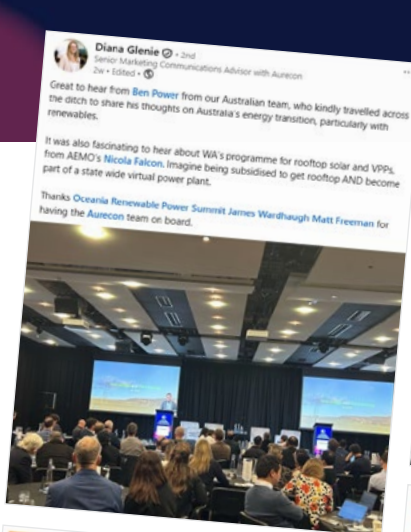 Diana Glenie • 2nd
Senior Marketing Communications Advisor with Aurecon
2w • Edited •
Great to hear from Ben Power from our Australian team, who kindly travelled across
the ditch to share his thoughts on Australia's energy transition, particularly with
renewables.
It was also fascinating to hear about WA's programme for rooftop solar and VPPs,
from AEMO's Nicola Falcon. Imagine being subsidised to get rooftop AND become
part of a state wide virtual power plant.
Thanks Oceania Renewable Power Summit James Wardhaugh Matt Freeman for
having the Aurecon team on board.